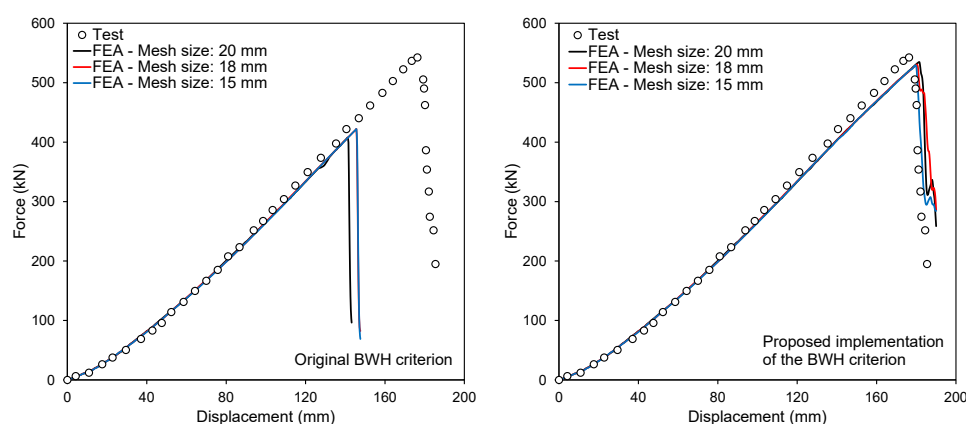 600
500
400
300
200
100
0
Force (kN)
Test
FEA - Mesh size: 20 mm
FEA - Mesh size: 18 mm
FEA - Mesh size: 15 mm
Original BWH criterion
0 40 80 120 160 200
Displacement (mm)
600
500
400
300
200
100
0
Force (kN)
Test
FEA - Mesh size: 20 mm
FEA - Mesh size: 18 mm
FEA - Mesh size: 15 mm
Proposed implementation
of the BWH criterion
0 40 80 120 160 200
Displacement (mm)